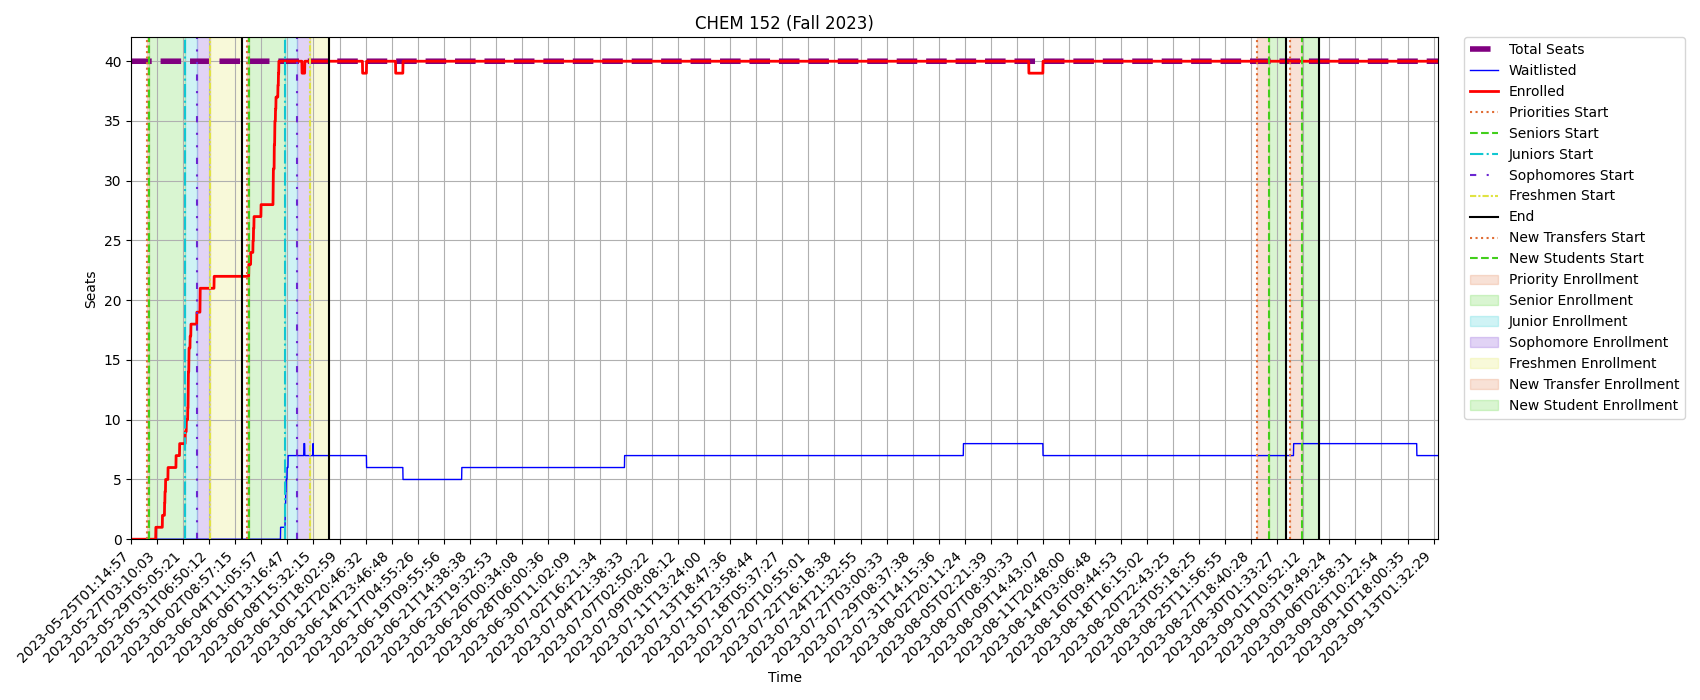 CHEM 152 (Fall 2023)
Seats
40
35
30
25
20
15
10
5
0
2023-05-25T01:14:57
2023-05-27T03:10:03
2023-05-29T05:05:21
2023-05-31T06:50:12
2023-06-02T08:57:15
2023-06-04T11:05:57
2023-06-06T13:16:47
2023-06-08T15:32:15
2023-06-10T18:02:59
2023-06-12T20:46:32
2023-06-14T23:46:48
2023-06-17T04:55:26
2023-06-19T09:55:56
2023-06-21T14:38:38
2023-06-23T19:32:53
2023-06-26T00:34:08
2023-06-28T06:00:36
2023-06-30T11:02:09
2023-07-02T16:21:34
2023-07-04T21:38:33
2023-07-07T02:50:22
2023-07-09T08:08:12
2023-07-11T13:24:00
2023-07-13T18:47:36
2023-07-15T23:58:44
2023-07-18T05:37:27
2023-07-20T10:55:01
2023-07-22T16:18:38
2023-07-24T21:32:55
2023-07-27T03:00:33
2023-07-29T08:37:38
2023-07-31T14:15:36
2023-08-02T20:11:24
2023-08-05T02:21:39
2023-08-07T08:30:33
2023-08-09T14:43:07
2023-08-11T20:48:00
2023-08-14T03:06:48
2023-08-16T09:44:53
2023-08-18T16:15:02
2023-08-20T22:43:25
2023-08-23T05:18:25
2023-08-25T11:56:55
2023-08-27T18:40:28
2023-08-30T01:33:27
2023-09-01T10:52:12
2023-09-03T19:49:24
2023-09-06T02:58:31
2023-09-08T10:22:54
2023-09-10T18:00:35
2023-09-13T01:32:29
Time
Total Seats
Waitlisted
Enrolled
Priorities Start
Seniors Start
Juniors Start
Sophomores Start
Freshmen Start
End
New Transfers Start
New Students Start
Priority Enrollment
Senior Enrollment
Junior Enrollment
Sophomore Enrollment
Freshmen Enrollment
New Transfer Enrollment
New Student Enrollment